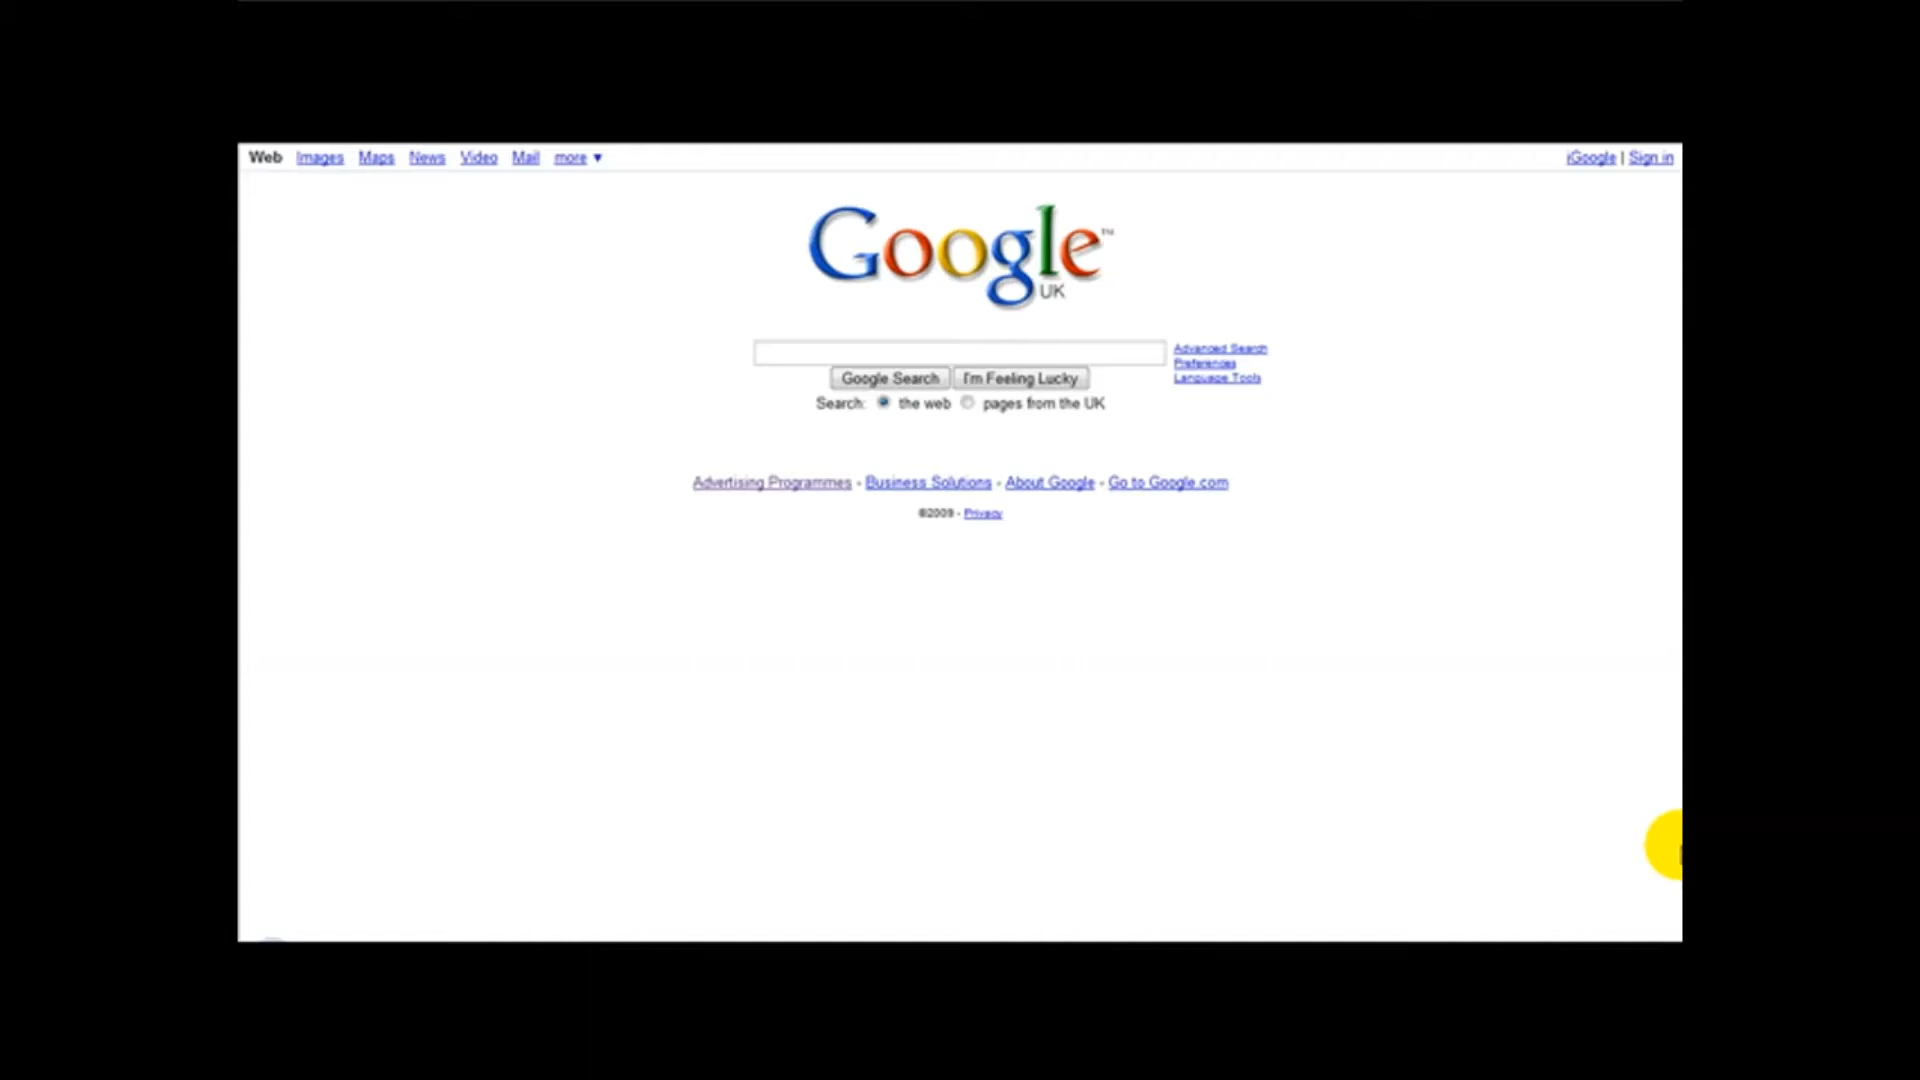 Web Images Maps News Video Mail more ▼
iGoogle | Sign in
Google™
UK
Advanced Search
Preferences
Language Tools
Google Search I'm Feeling Lucky
Search: the web pages from the UK
Advertising Programmes - Business Solutions - About Google - Go to Google.com
©2009 - Privacy